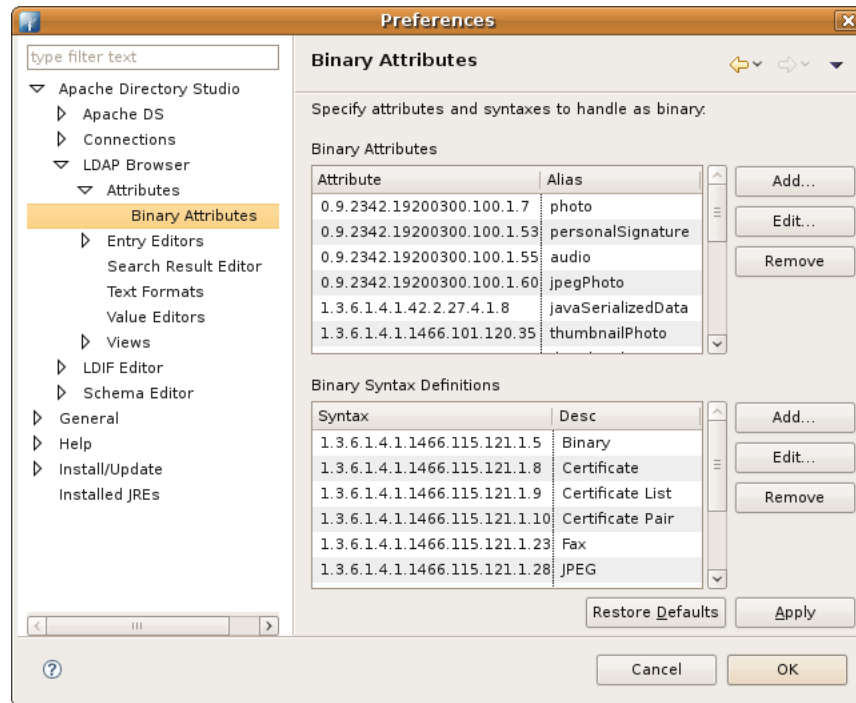 Preferences
type filter text
Apache Directory Studio
Apache DS
Connections
LDAP Browser
Attributes
Binary Attributes
Entry Editors
Search Result Editor
Text Formats
Value Editors
Views
LDIF Editor
Schema Editor
General
Help
Install/Update
Installed JREs
Binary Attributes
Specify attributes and syntaxes to handle as binary:
Binary Attributes
Attribute Alias
0.9.2342.19200300.100.1.7 photo
0.9.2342.19200300.100.1.53 personalSignature
0.9.2342.19200300.100.1.55 audio
0.9.2342.19200300.100.1.60 jpegPhoto
1.3.6.1.4.1.42.2.27.4.1.8 javaSerializedData
1.3.6.1.4.1.1466.101.120.35 thumbnailPhoto
Add...
Edit...
Remove
Binary Syntax Definitions
Syntax Desc
1.3.6.1.4.1.1466.115.121.1.5 Binary
1.3.6.1.4.1.1466.115.121.1.8 Certificate
1.3.6.1.4.1.1466.115.121.1.9 Certificate List
1.3.6.1.4.1.1466.115.121.1.10 Certificate Pair
1.3.6.1.4.1.1466.115.121.1.23 Fax
1.3.6.1.4.1.1466.115.121.1.28 JPEG
Add...
Edit...
Remove
Restore Defaults Apply
? Cancel OK